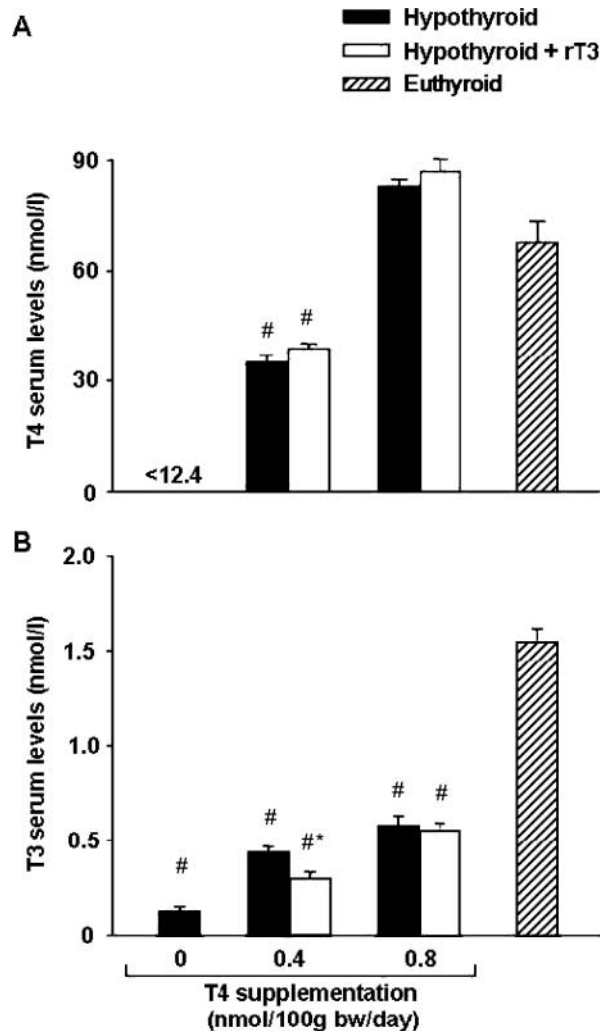 A
Hypothyroid
Hypothyroid + rT3
Euthyroid
T4 serum levels (nmol/l)
90
60
30
0
<12.4
#
#
B
T3 serum levels (nmol/l)
2.0
1.5
1.0
0.5
0
#
#
#*
#
#
0
0.4
0.8
T4 supplementation
(nmol/100g bw/day)